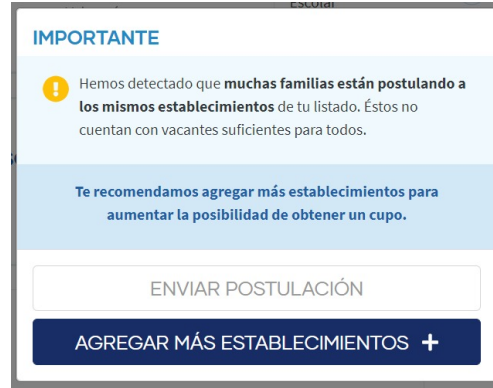 Escolar
IMPORTANTE
Hemos detectado que muchas familias están postulando a
los mismos establecimientos de tu listado. Éstos no
cuentan con vacantes suficientes para todos.
Te recomendamos agregar más establecimientos para
aumentar la posibilidad de obtener un cupo.
ENVIAR POSTULACIÓN
AGREGAR MÁS ESTABLECIMIENTOS +